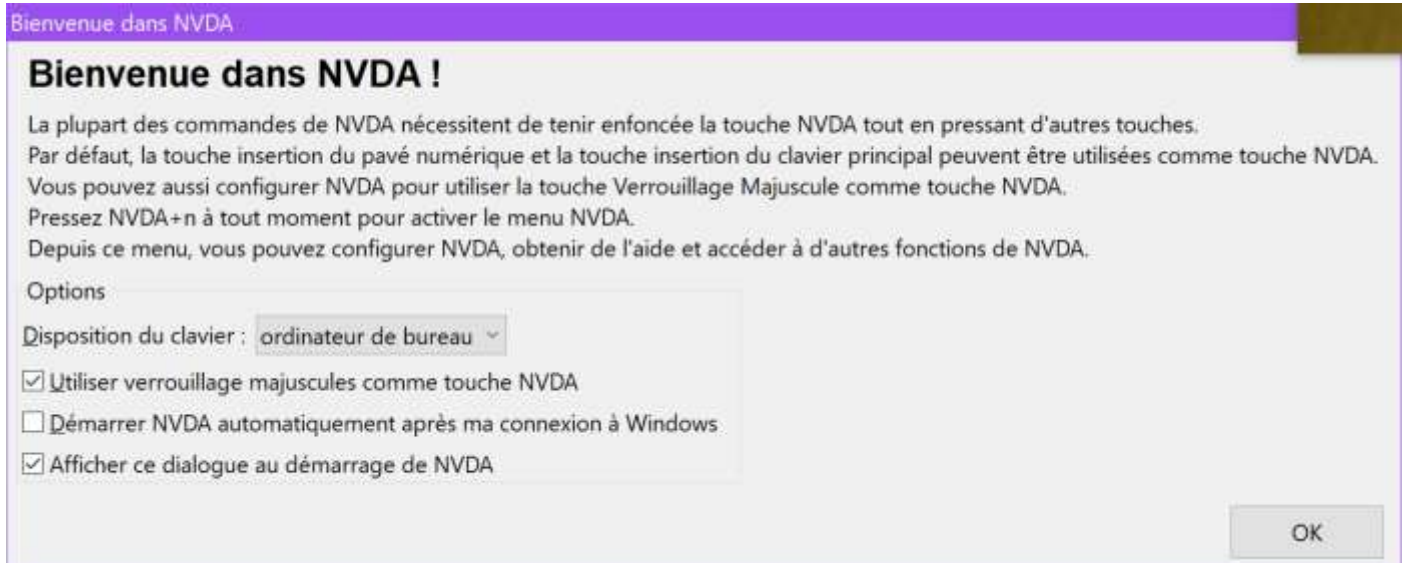 Bienvenue dans NVDA
Bienvenue dans NVDA !
La plupart des commandes de NVDA nécessitent de tenir enfoncée la touche NVDA tout en pressant d'autres touches.
Par défaut, la touche insertion du pavé numérique et la touche insertion du clavier principal peuvent être utilisées comme touche NVDA.
Vous pouvez aussi configurer NVDA pour utiliser la touche Verrouillage Majuscule comme touche NVDA.
Pressez NVDA+n à tout moment pour activer le menu NVDA.
Depuis ce menu, vous pouvez configurer NVDA, obtenir de l'aide et accéder à d'autres fonctions de NVDA.
Options
Disposition du clavier : ordinateur de bureau
Utiliser verrouillage majuscules comme touche NVDA
Démarrer NVDA automatiquement après ma connexion à Windows
Afficher ce dialogue au démarrage de NVDA
OK